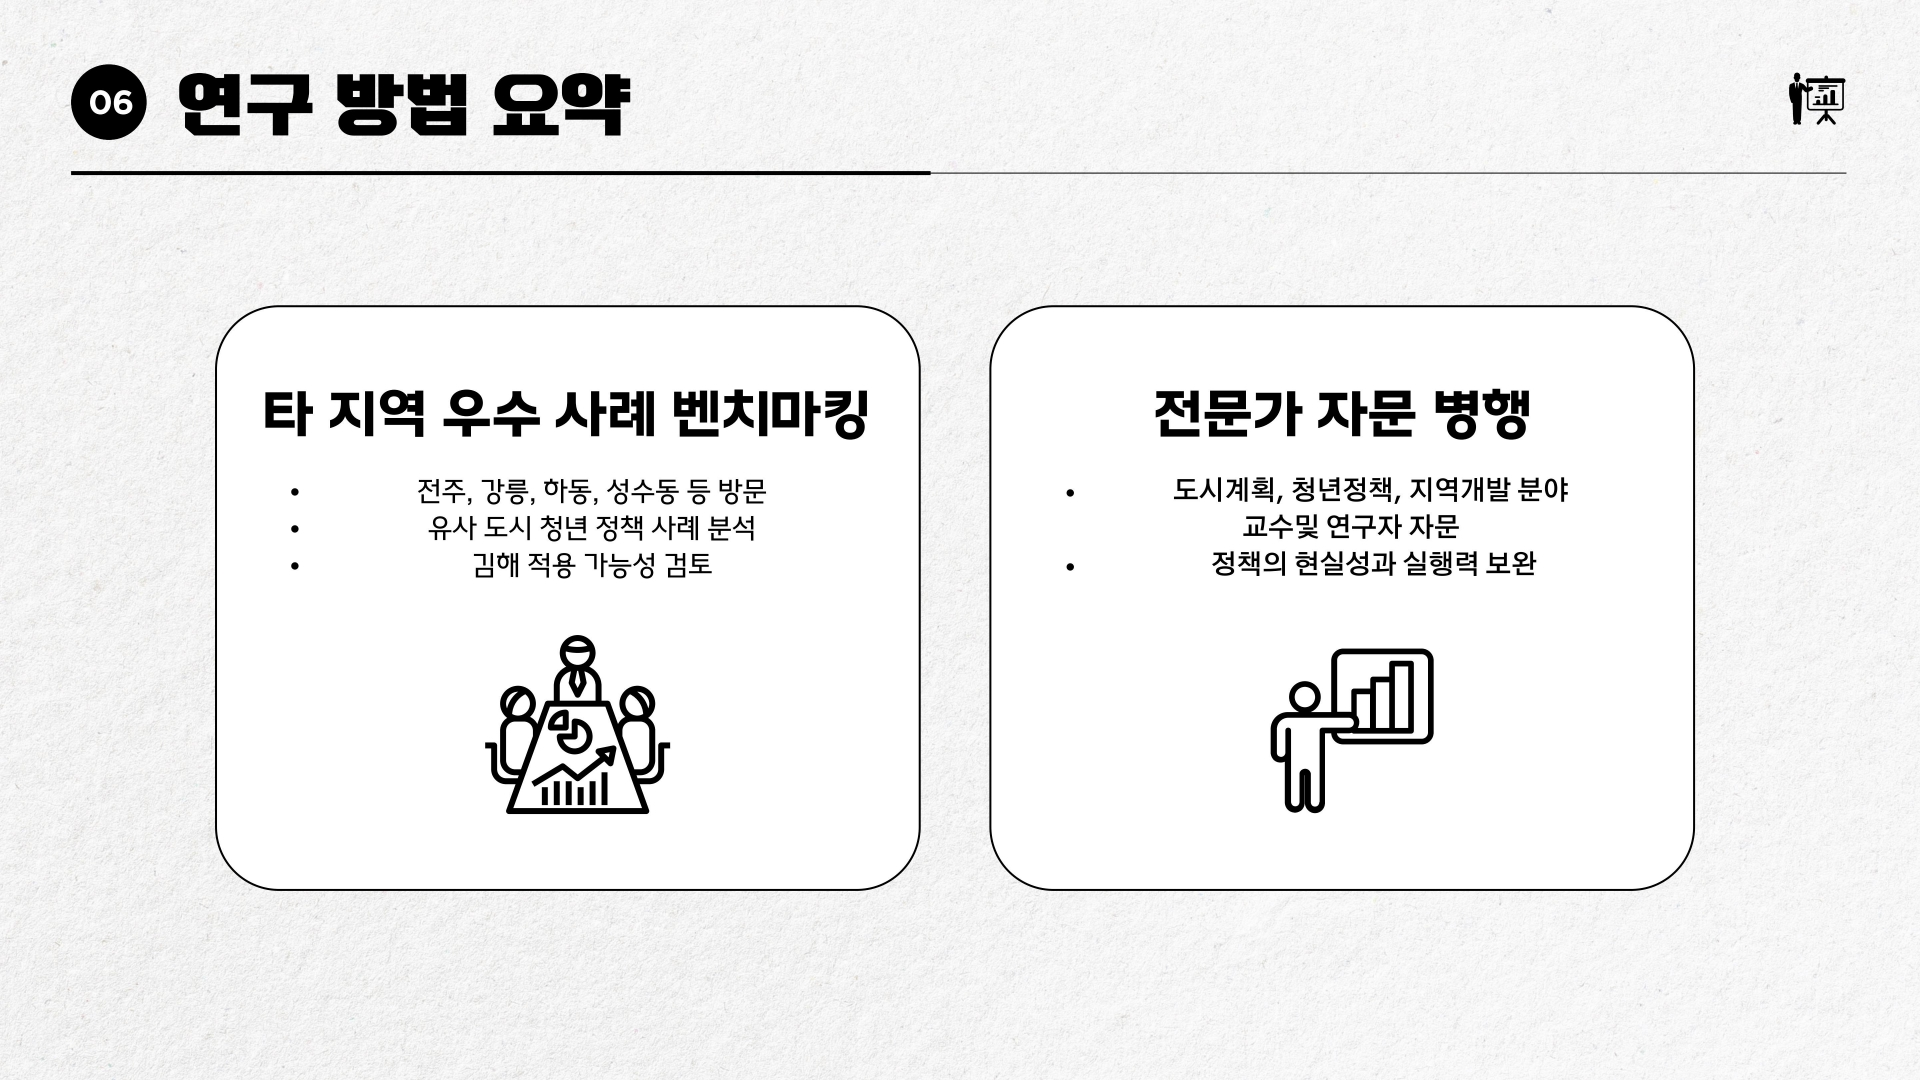 06 연구 방법 요약
타 지역 우수 사례 벤치마킹
• 전주, 강릉, 하동, 성수동 등 방문
• 유사 도시 청년 정책 사례 분석
• 김해 적용 가능성 검토
전문가 자문 병행
• 도시계획, 청년정책, 지역개발 분야
교수및 연구자 자문
• 정책의 현실성과 실행력 보완